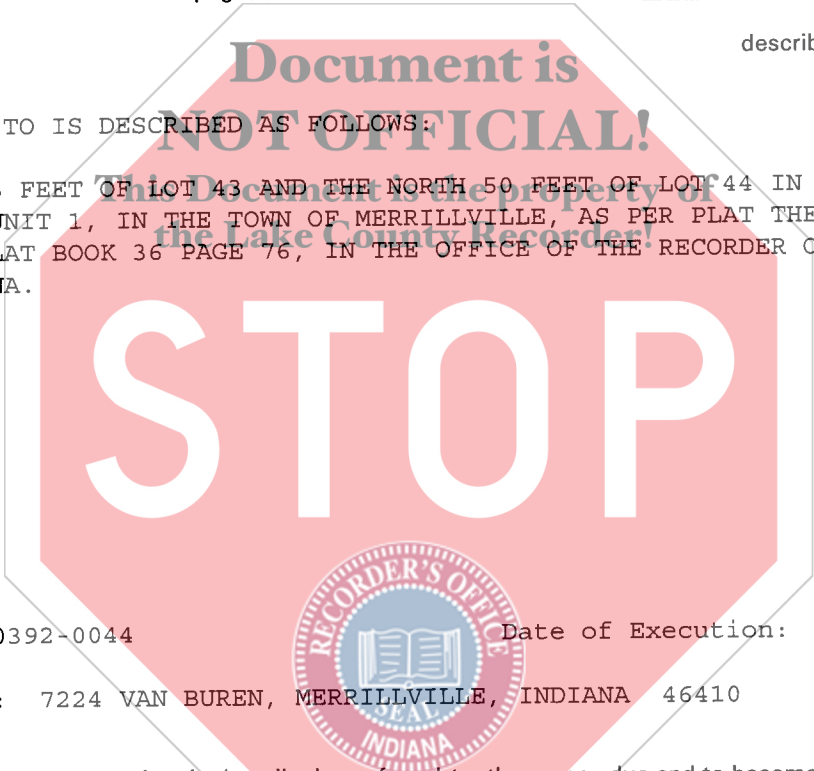 describ
Document is
NOT OFFICIAL!
This Document is the property of
the Lake County Recorder!
TO IS DESCRIBED AS FOLLOWS:
FEET OF LOT 43 AND THE NORTH 50 FEET OF LOT 44 IN
UNIT 1, IN THE TOWN OF MERRILLVILLE, AS PER PLAT THE
LAT BOOK 36 PAGE 76, IN THE OFFICE OF THE RECORDER O
NA.
STOP
RECORDER'S OFFICE
SEAL
INDIANA
0392-0044 Date of Execution:
: 7224 VAN BUREN, MERRILLVILLE, INDIANA 46410